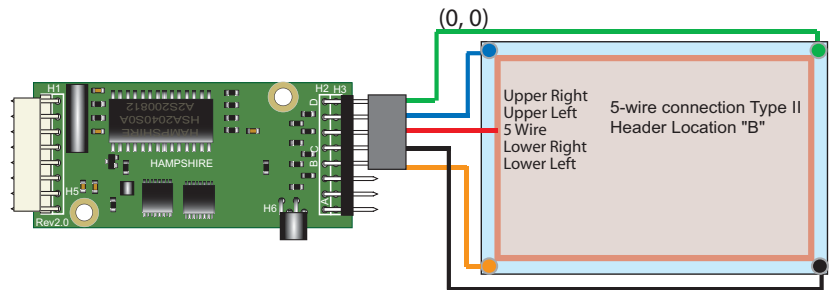 (0, 0)
H1
H2 H3
D
HAMPSHIRE
HSA2040S0A
A2S200812
HAMPSHIRE
C
B
A
H5
H6
Rev2.0
Upper Right
Upper Left
5 Wire
Lower Right
Lower Left
5-wire connection Type II
Header Location "B"